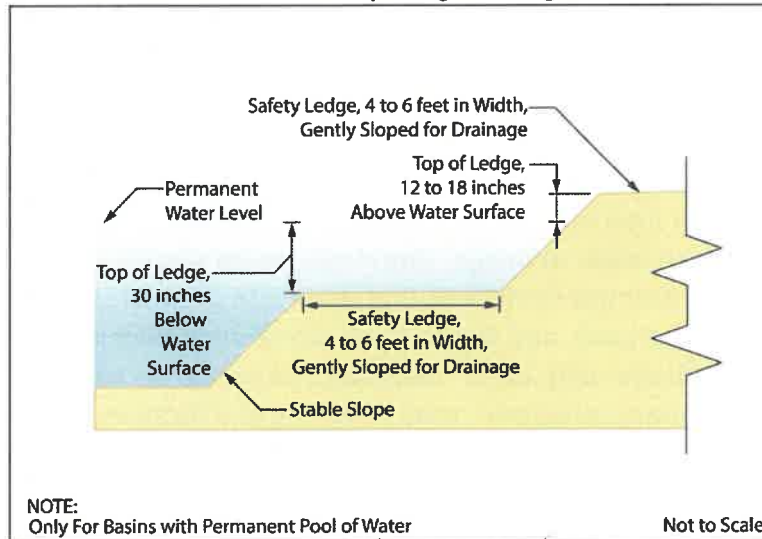 Safety Ledge, 4 to 6 feet in Width,
Gently Sloped for Drainage
Top of Ledge,
12 to 18 inches
Above Water Surface
Permanent
Water Level
Top of Ledge,
30 inches
Below
Water
Surface
Safety Ledge,
4 to 6 feet in Width,
Gently Sloped for Drainage
Stable Slope
NOTE:
Only For Basins with Permanent Pool of Water
Not to Scale